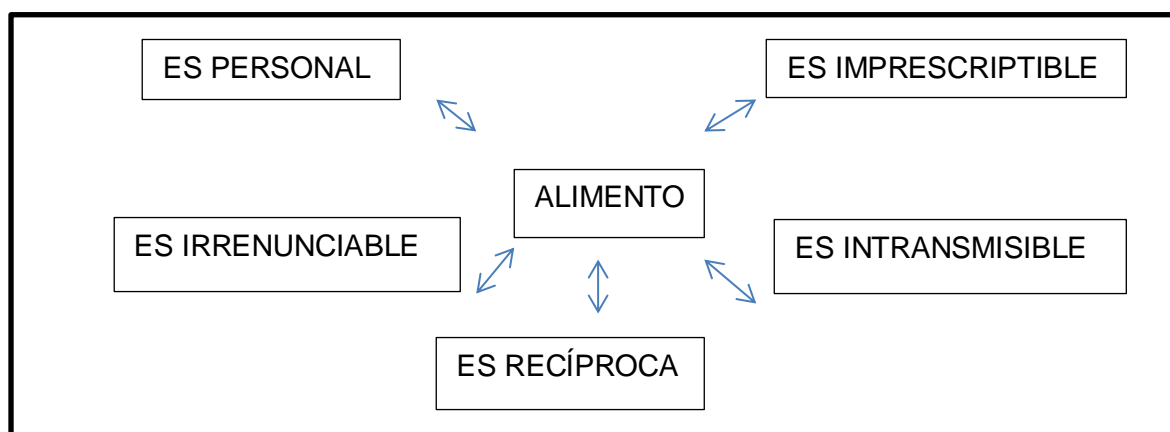 ES PERSONAL
ES IMPRESCRIPTIBLE
ALIMENTO
ES IRRENUNCIABLE
ES INTRANSMISIBLE
ES RECÍPROCA